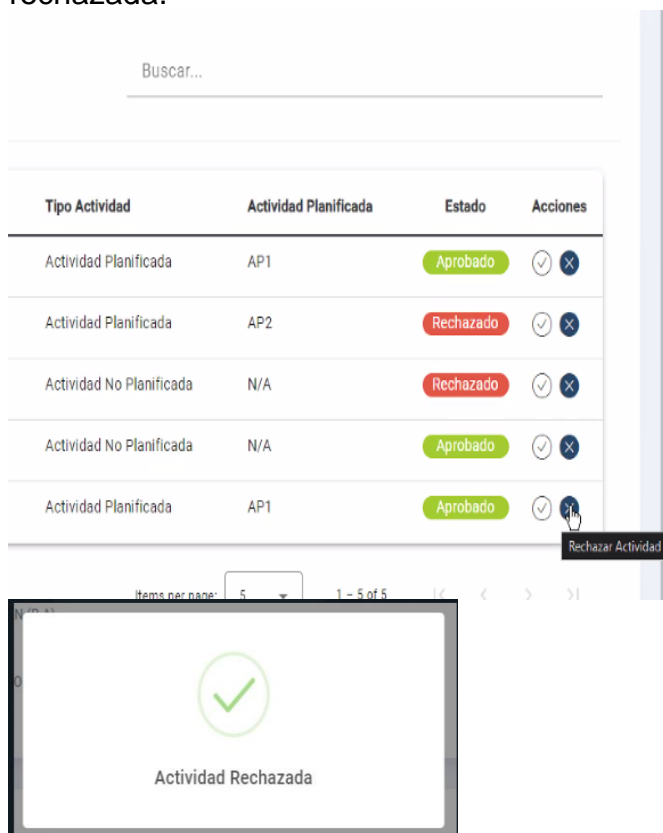 rechazada.
Buscar...
Tipo Actividad Actividad Planificada Estado Acciones
Actividad Planificada AP1 Aprobado
Actividad Planificada AP2 Rechazado
Actividad No Planificada N/A Rechazado
Actividad No Planificada N/A Aprobado
Actividad Planificada AP1 Aprobado
Rechazar Actividad
Items per page: 5 1 – 5 of 5
Actividad Rechazada